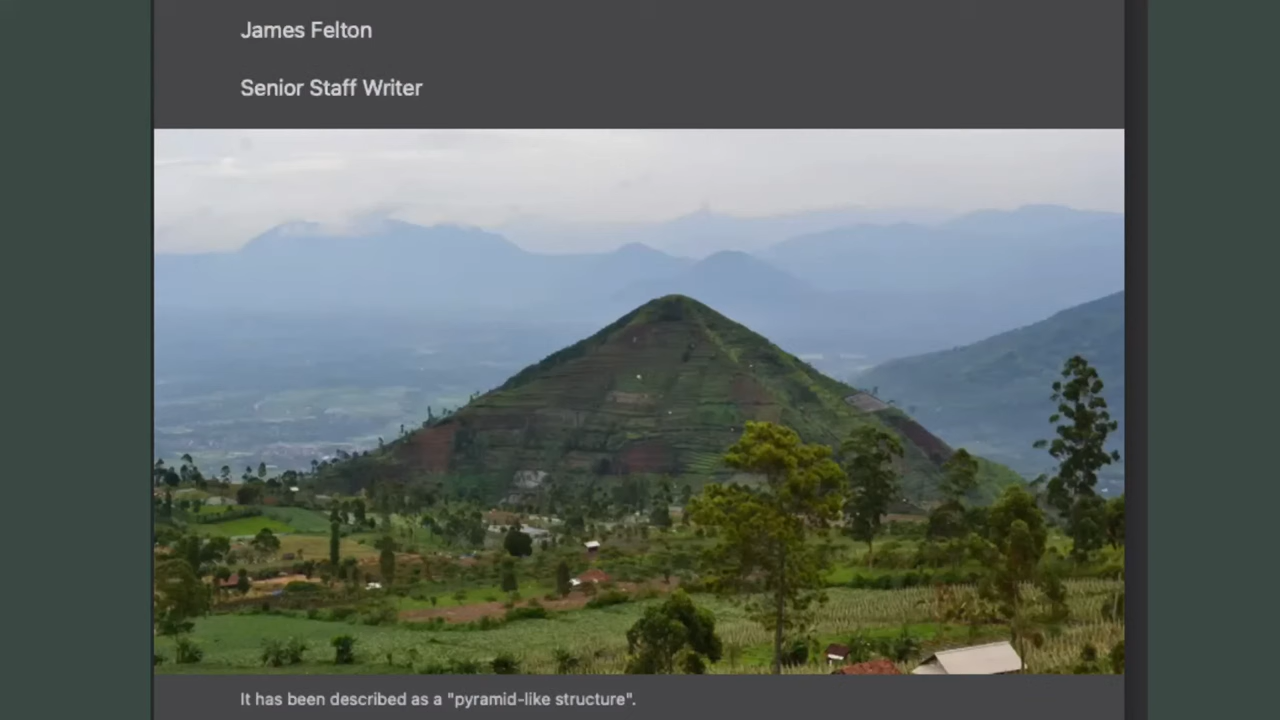 James Felton
Senior Staff Writer
It has been described as a "pyramid-like structure".